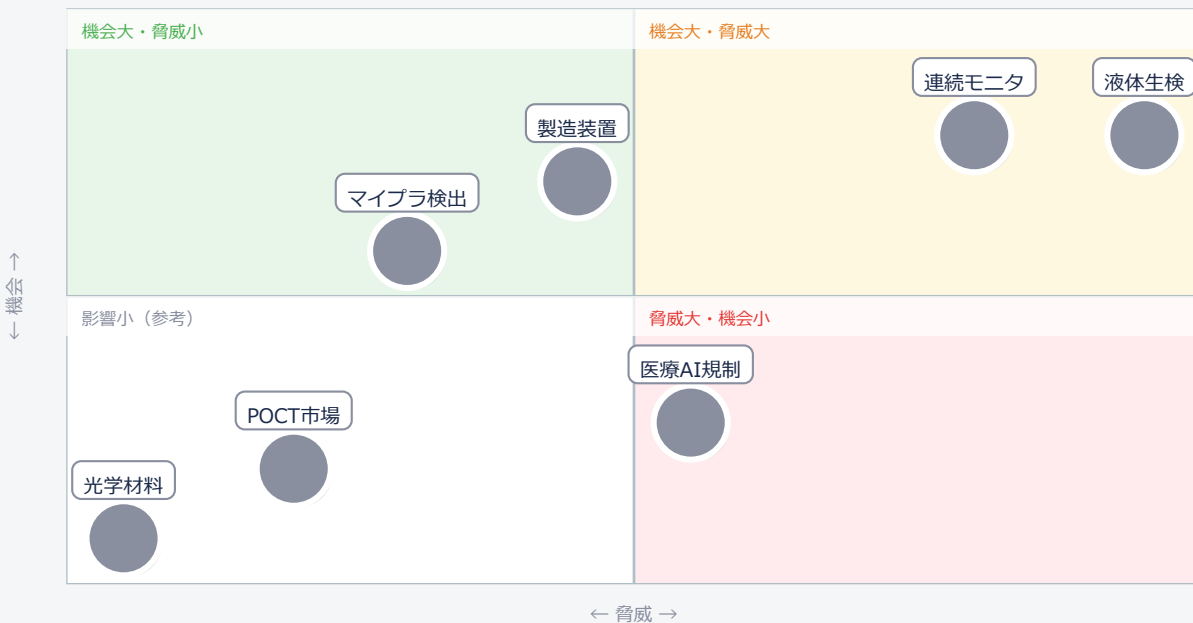 機会大・脅威小
機会大・脅威大
連続モニタ
液体生検
製造装置
マイプラ検出
← 機会 →
影響小（参考）
脅威大・機会小
医療AI規制
POCT市場
光学材料
← 脅威 →